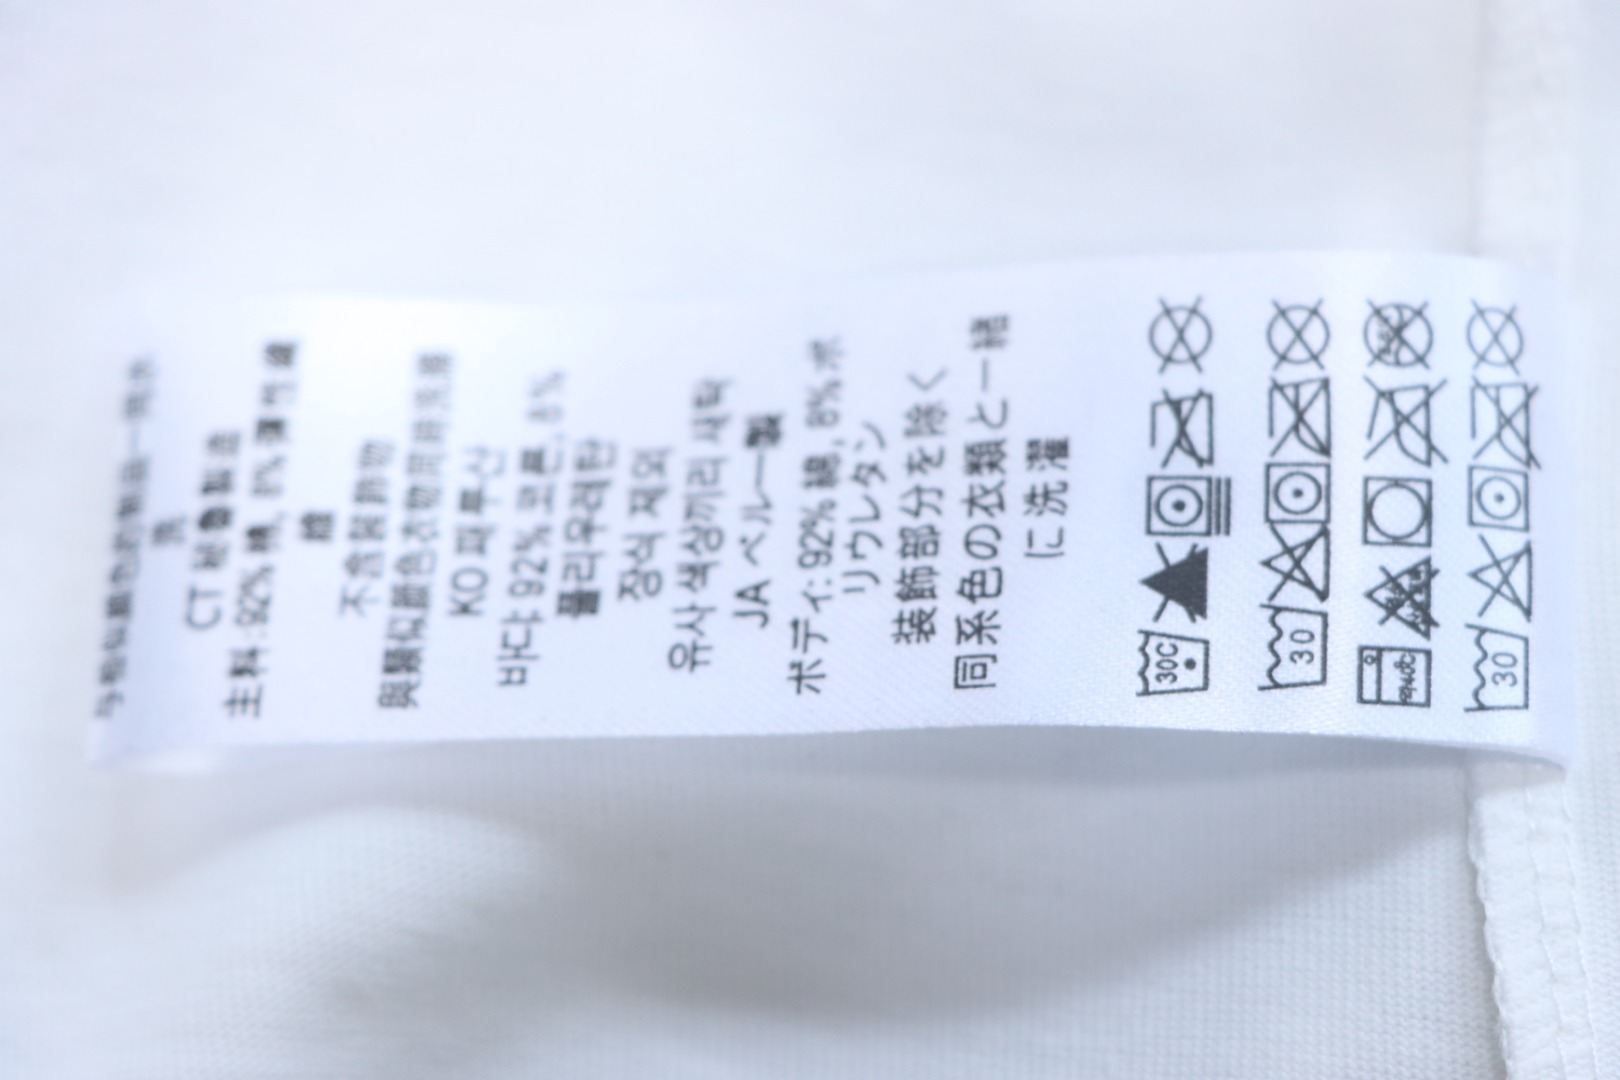 CT 秘魯製造
主料:92% 棉, 8% 彈性纖
維
不含裝飾物
與類似顏色衣物同時洗滌
KO 페루산
바디: 92% 코튼, 8%
폴리우레탄
장식 제외
유사 색상끼리 세탁
JA ペルー製
ボディ: 92% 綿, 8% ポ
リウレタン
装飾部分を除く
同系色の衣類と一緒
に洗濯
30C
30
30